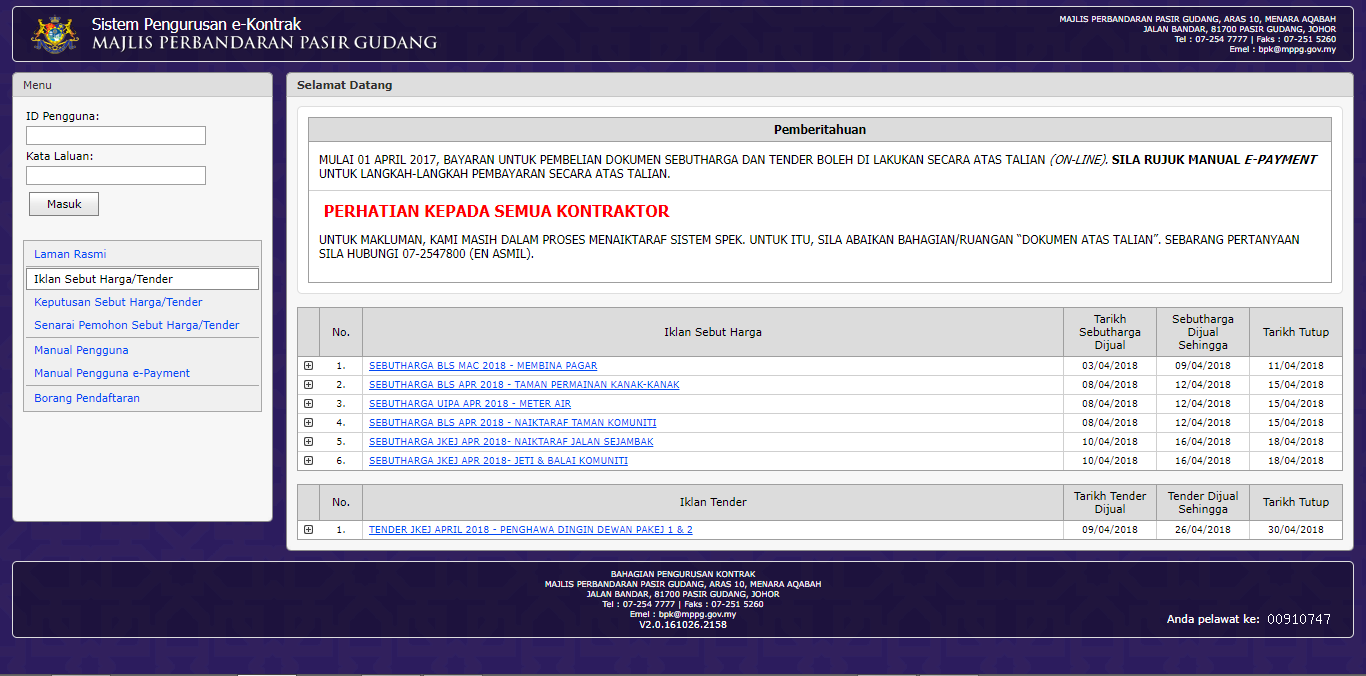 Sistem Pengurusan e-Kontrak
MAJLIS PERBANDARAN PASIR GUDANG
MAJLIS PERBANDARAN PASIR GUDANG, ARAS 10, MENARA AQABAH
JALAN BANDAR, 81700 PASIR GUDANG, JOHOR
Tel : 07-254 7777 | Faks : 07-251 5260
Emel : bpk@mppg.gov.my
Menu
ID Pengguna:
Kata Laluan:
Masuk
Laman Rasmi
Iklan Sebut Harga/Tender
Keputusan Sebut Harga/Tender
Senarai Pemohon Sebut Harga/Tender
Manual Pengguna
Manual Pengguna e-Payment
Borang Pendaftaran
Selamat Datang
Pemberitahuan
MULAI 01 APRIL 2017, BAYARAN UNTUK PEMBELIAN DOKUMEN SEBUTHARGA DAN TENDER BOLEH DI LAKUKAN SECARA ATAS TALIAN (ON-LINE). SILA RUJUK MANUAL E-PAYMENT
UNTUK LANGKAH-LANGKAH PEMBAYARAN SECARA ATAS TALIAN.
PERHATIAN KEPADA SEMUA KONTRAKTOR
UNTUK MAKLUMAN, KAMI MASIH DALAM PROSES MENAIKTARAF SISTEM SPEK. UNTUK ITU, SILA ABAIKAN BAHAGIAN/RUANGAN “DOKUMEN ATAS TALIAN”. SEBARANG PERTANYAAN
SILA HUBUNGI 07-2547800 (EN ASMIL).
No. Iklan Sebut Harga Tarikh Sebutharga Dijual Sebutharga Dijual Sehingga Tarikh Tutup
1. SEBUTHARGA BLS MAC 2018 - MEMBINA PAGAR 03/04/2018 09/04/2018 11/04/2018
2. SEBUTHARGA BLS APR 2018 - TAMAN PERMAINAN KANAK-KANAK 08/04/2018 12/04/2018 15/04/2018
3. SEBUTHARGA UIPA APR 2018 - METER AIR 08/04/2018 12/04/2018 15/04/2018
4. SEBUTHARGA BLS APR 2018 - NAIKTARAF TAMAN KOMUNITI 08/04/2018 12/04/2018 15/04/2018
5. SEBUTHARGA JKEJ APR 2018- NAIKTARAF JALAN SEJAMBAK 10/04/2018 16/04/2018 18/04/2018
6. SEBUTHARGA JKEJ APR 2018- JETI & BALAI KOMUNITI 10/04/2018 16/04/2018 18/04/2018
No. Iklan Tender Tarikh Tender Dijual Tender Dijual Sehingga Tarikh Tutup
1. TENDER JKEJ APRIL 2018 - PENGHAWA DINGIN DEWAN PAKEJ 1 & 2 09/04/2018 26/04/2018 30/04/2018
BAHAGIAN PENGURUSAN KONTRAK
MAJLIS PERBANDARAN PASIR GUDANG, ARAS 10, MENARA AQABAH
JALAN BANDAR, 81700 PASIR GUDANG, JOHOR
Tel : 07-254 7777 | Faks : 07-251 5260
Emel : bpk@mppg.gov.my
V2.0.161026.2158
Anda pelawat ke: 00910747